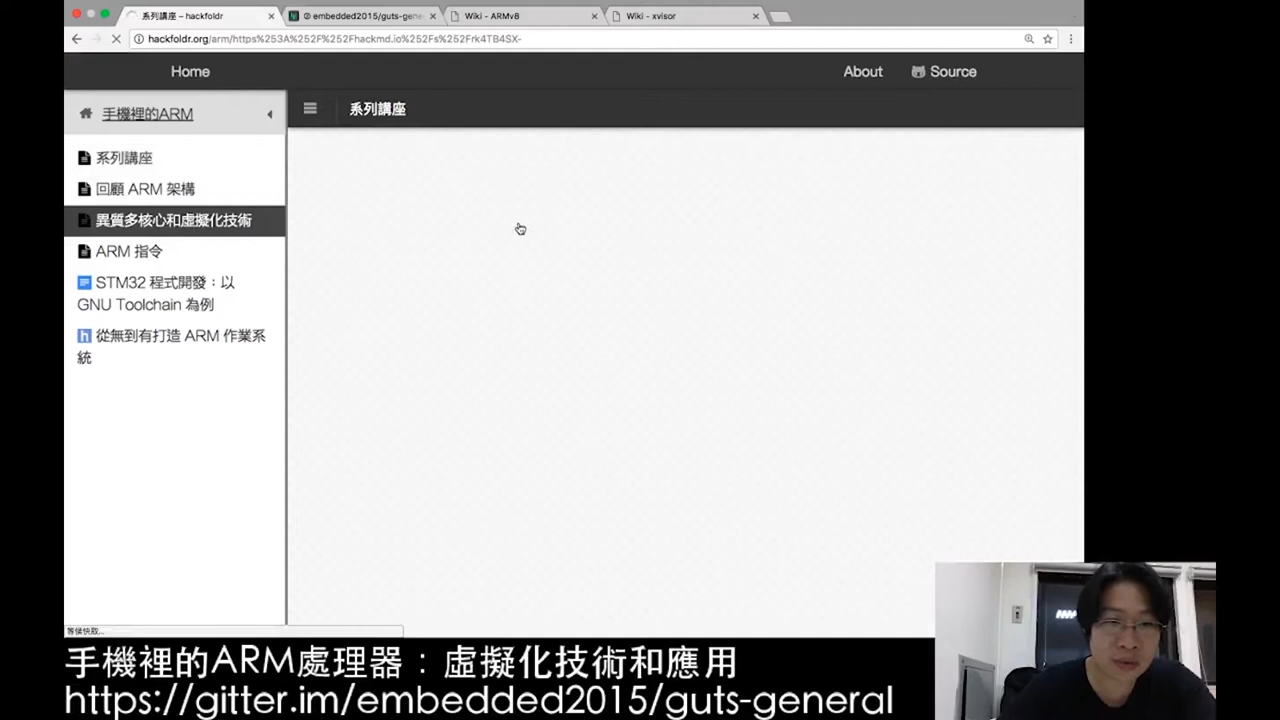 系列講座 – hackfoldr
embedded2015/guts-gene
Wiki - ARMv8
Wiki - xvisor
hackfoldr.org/arm/https%253A%252F%252Fhackmd.io%252Fs%252Frk4TB4SX-
Home
About
Source
手機裡的ARM
系列講座
系列講座
回顧 ARM 架構
異質多核心和虛擬化技術
ARM 指令
STM32 程式開發：以
GNU Toolchain 為例
h 從無到有打造 ARM 作業系
統
等候快取...
手機裡的ARM處理器：虛擬化技術和應用
https://gitter.im/embedded2015/guts-general